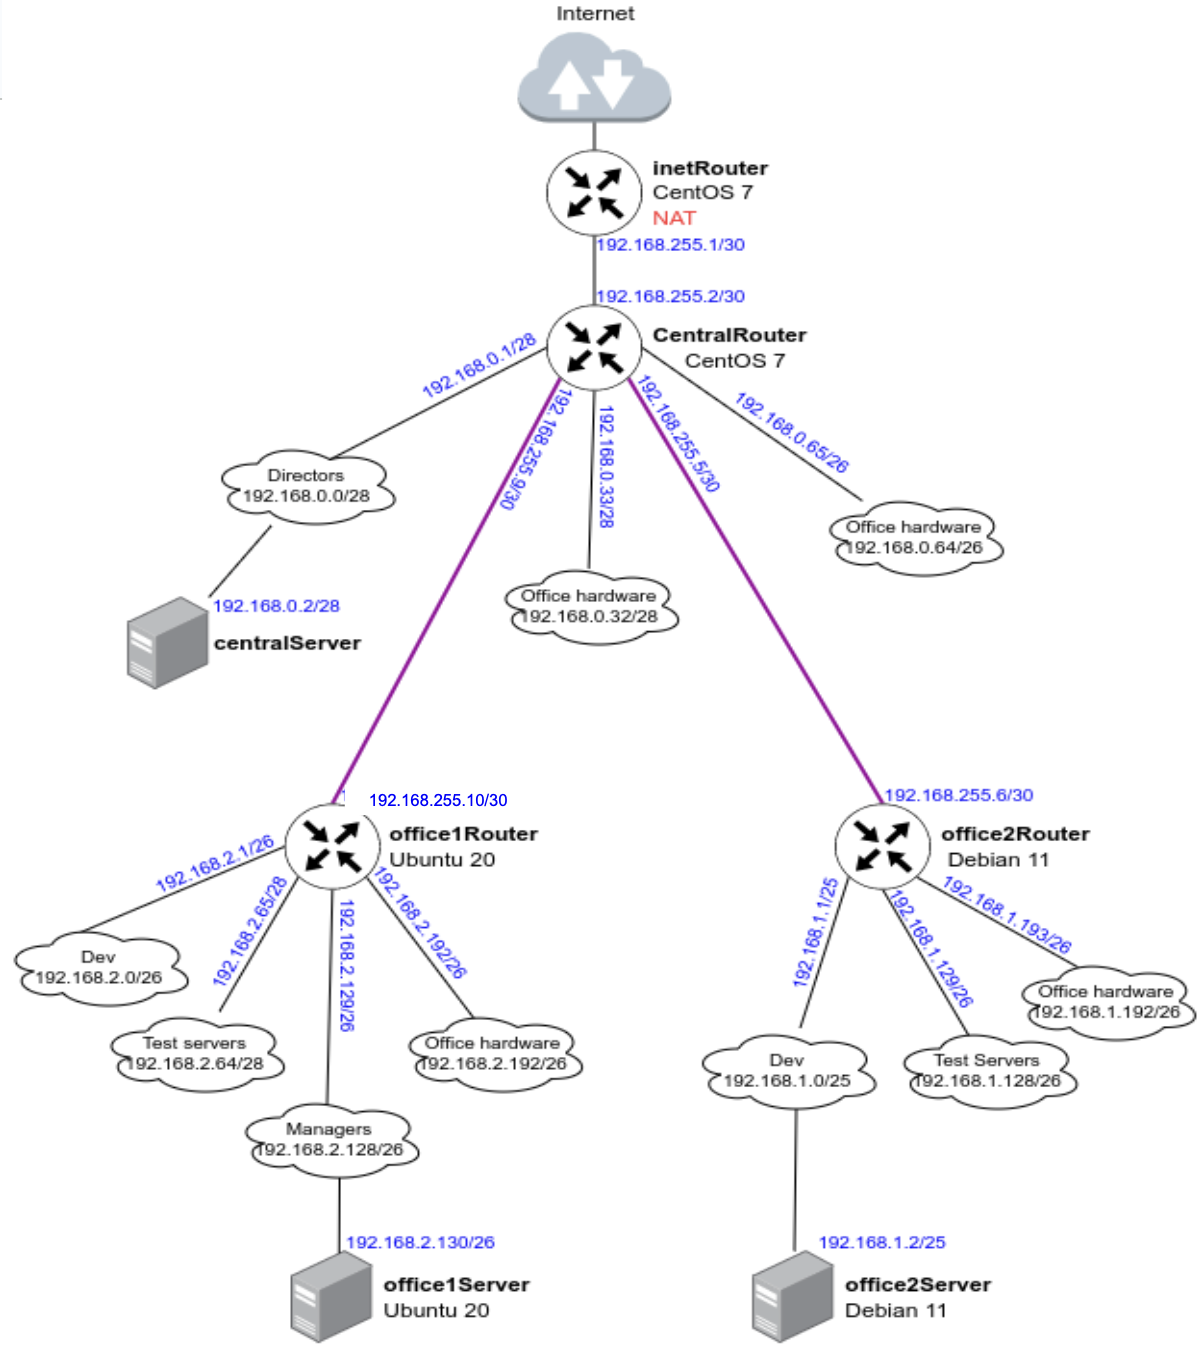 Internet
inetRouter
CentOS 7
NAT
192.168.255.1/30
192.168.255.2/30
CentralRouter
CentOS 7
192.168.0.1/28
192.168.255.9/30
192.168.0.33/28
192.168.255.5/30
192.168.0.65/26
Directors
192.168.0.0/28
Office hardware
192.168.0.64/26
Office hardware
192.168.0.32/28
192.168.0.2/28
centralServer
192.168.255.10/30
office1Router
Ubuntu 20
192.168.255.6/30
office2Router
Debian 11
192.168.2.1/26
192.168.2.65/28
192.168.2.129/26
192.168.2.192/26
192.168.1.1/25
192.168.1.129/26
192.168.1.193/26
Dev
192.168.2.0/26
Test servers
192.168.2.64/28
Office hardware
192.168.2.192/26
Managers
192.168.2.128/26
Dev
192.168.1.0/25
Test Servers
192.168.1.128/26
Office hardware
192.168.1.192/26
192.168.2.130/26
office1Server
Ubuntu 20
192.168.1.2/25
office2Server
Debian 11